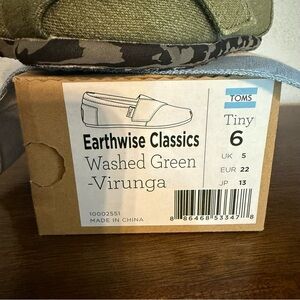 TOMS
Tiny
6
UK 5
EUR 22
JP 13
Earthwise Classics
Washed Green
-Virunga
10002551
MADE IN CHINA
8 86468 53347 8